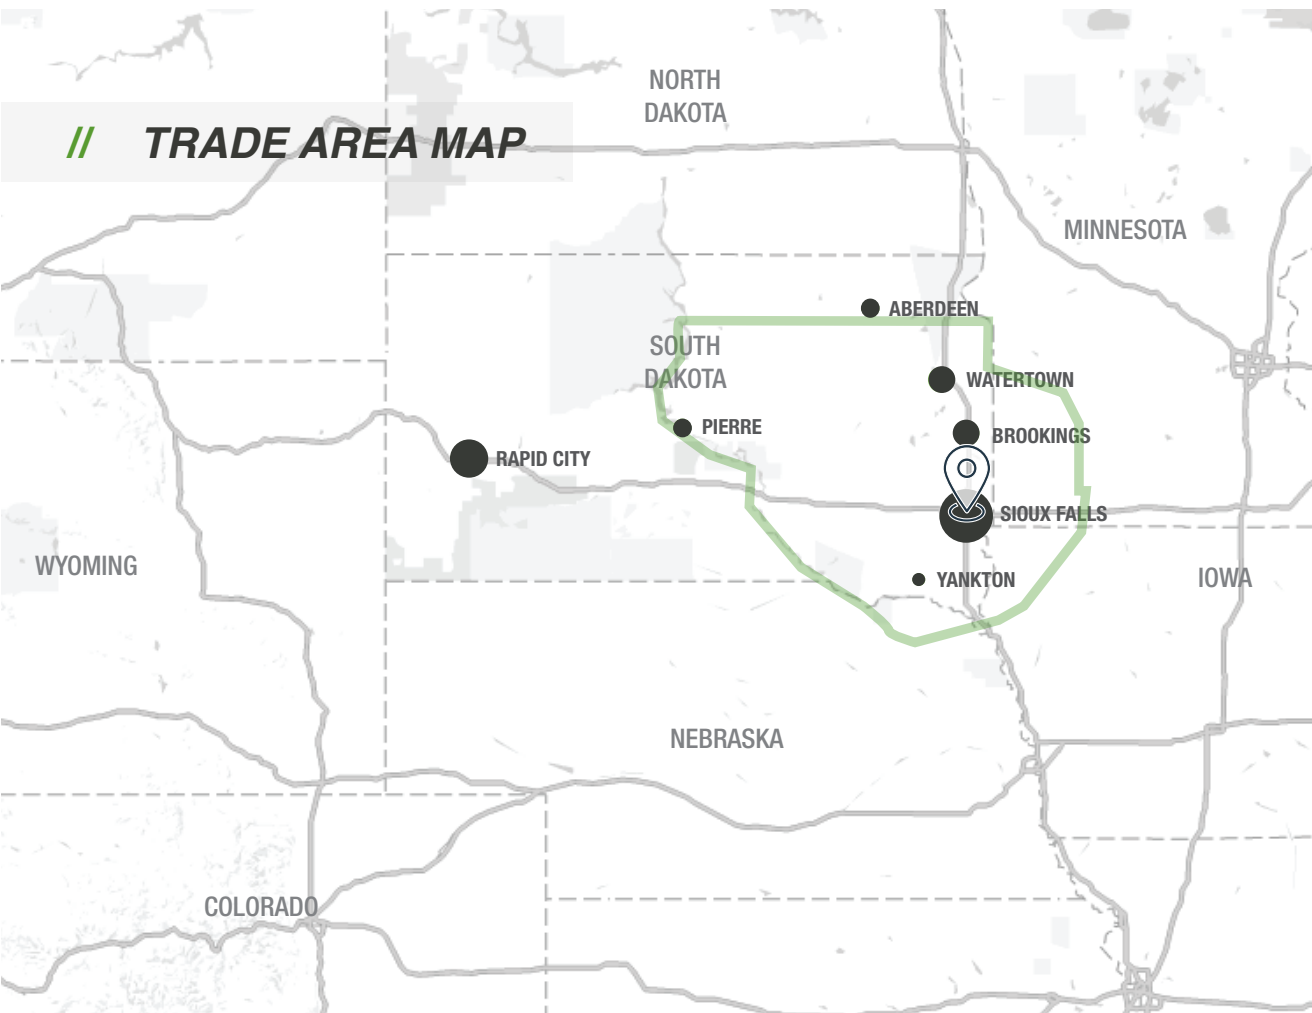 NORTH
DAKOTA
// TRADE AREA MAP
MINNESOTA
ABERDEEN
SOUTH
DAKOTA
WATERTOWN
PIERRE
BROOKINGS
RAPID CITY
SIOUX FALLS
WYOMING
YANKTON
IOWA
NEBRASKA
COLORADO